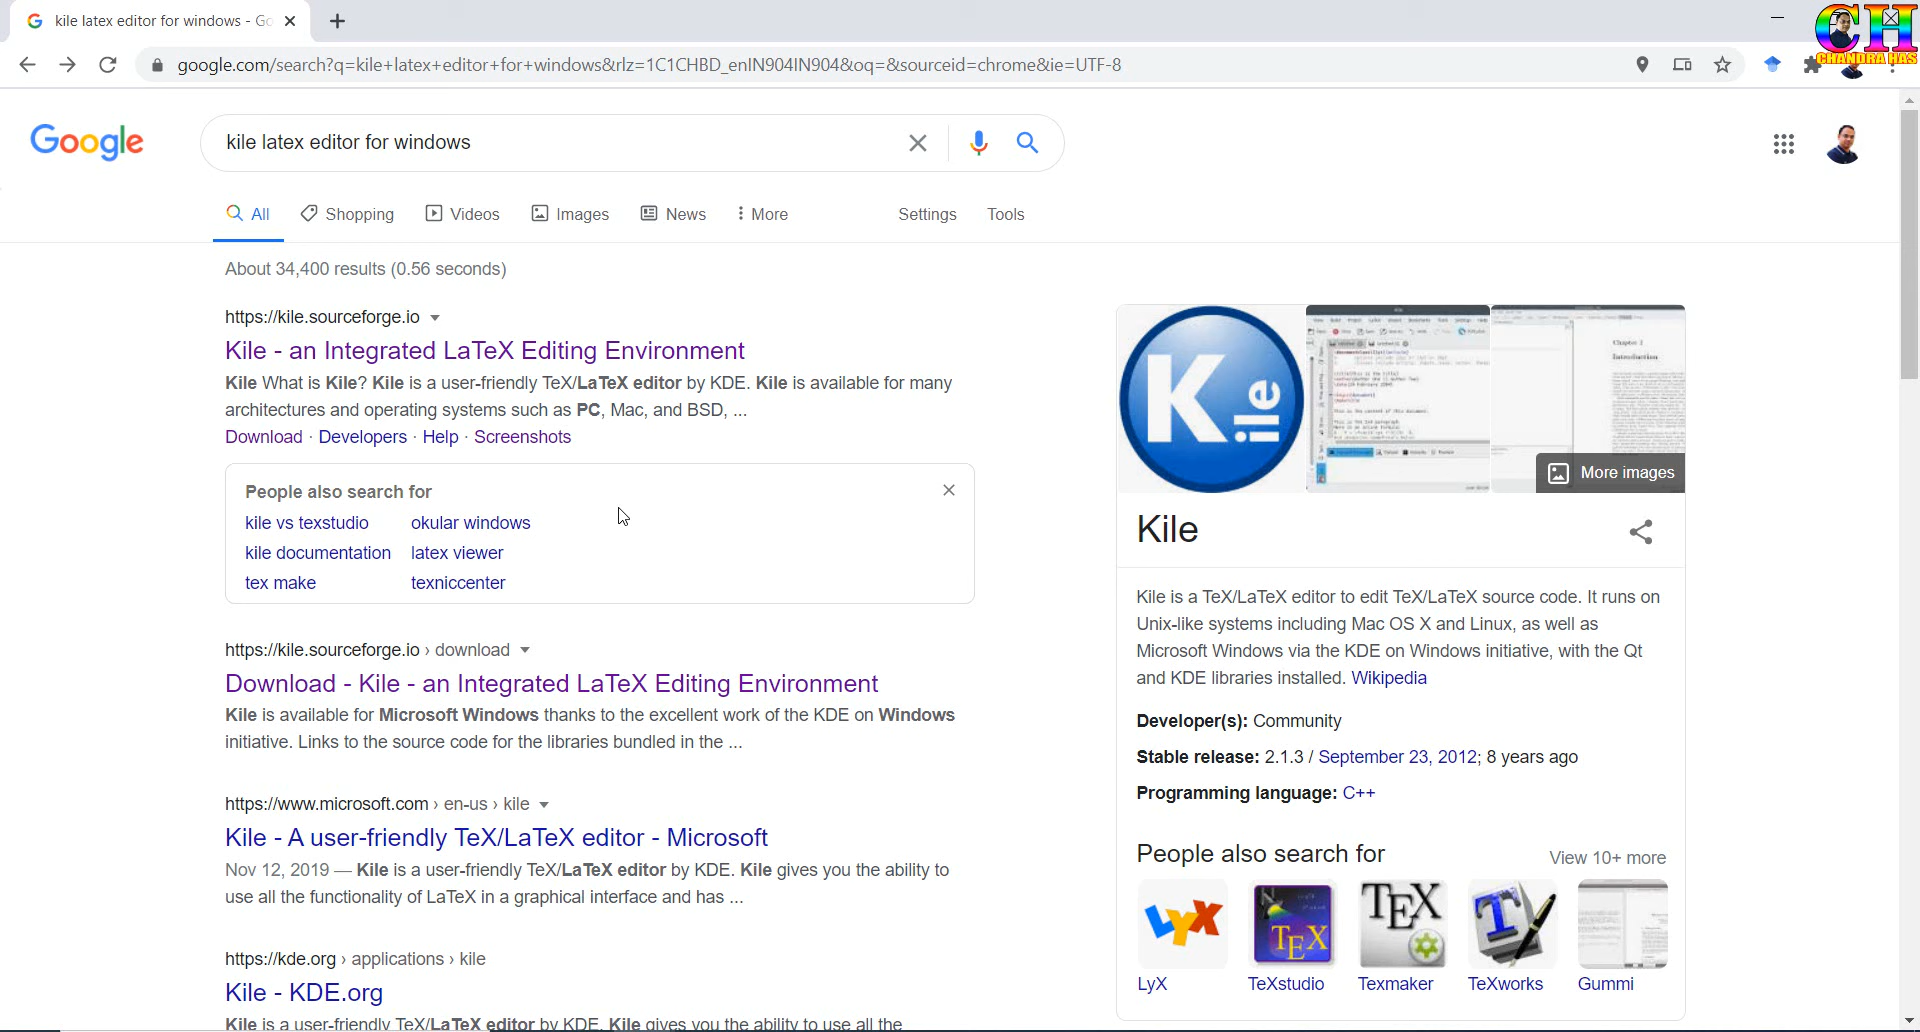 kile latex editor for windows - Go
CH
CHANDRA HAS
google.com/search?q=kile+latex+editor+for+windows&rlz=1C1CHBD_enIN904IN904&oq=&sourceid=chrome&ie=UTF-8
Google
kile latex editor for windows
All
Shopping
Videos
Images
News
More
Settings
Tools
About 34,400 results (0.56 seconds)
https://kile.sourceforge.io
Kile - an Integrated LaTeX Editing Environment
Kile What is Kile? Kile is a user-friendly TeX/LaTeX editor by KDE. Kile is available for many
architectures and operating systems such as PC, Mac, and BSD, ...
Download · Developers · Help · Screenshots
People also search for
kile vs texstudio
okular windows
kile documentation
latex viewer
tex make
texniccenter
https://kile.sourceforge.io › download
Download - Kile - an Integrated LaTeX Editing Environment
Kile is available for Microsoft Windows thanks to the excellent work of the KDE on Windows
initiative. Links to the source code for the libraries bundled in the ...
https://www.microsoft.com › en-us › kile
Kile - A user-friendly TeX/LaTeX editor - Microsoft
Nov 12, 2019 — Kile is a user-friendly TeX/LaTeX editor by KDE. Kile gives you the ability to
use all the functionality of LaTeX in a graphical interface and has ...
https://kde.org › applications › kile
Kile - KDE.org
Kile is a user-friendly TeX/LaTeX editor by KDE. Kile gives you the ability to use all the
Kile
Chapter 1
Introduction
More images
Kile
Kile is a TeX/LaTeX editor to edit TeX/LaTeX source code. It runs on
Unix-like systems including Mac OS X and Linux, as well as
Microsoft Windows via the KDE on Windows initiative, with the Qt
and KDE libraries installed. Wikipedia
Developer(s): Community
Stable release: 2.1.3 / September 23, 2012; 8 years ago
Programming language: C++
People also search for
View 10+ more
LYX
TEX
TEX
T
LyX
TeXstudio
Texmaker
TeXworks
Gummi